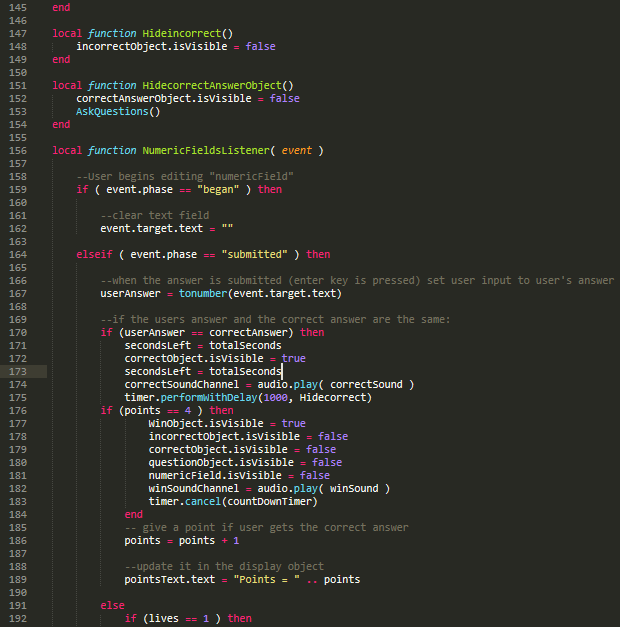 145 end
146
147 local function Hideincorrect()
148 incorrectObject.isVisible = false
149 end
150
151 local function HidecorrectAnswerObject()
152 correctAnswerObject.isVisible = false
153 AskQuestions()
154 end
155
156 local function NumericFieldsListener( event )
157
158 --User begins editing "numericField"
159 if ( event.phase == "began" ) then
160
161 --clear text field
162 event.target.text = ""
163
164 elseif ( event.phase == "submitted" ) then
165
166 --when the answer is submitted (enter key is pressed) set user input to user's answer
167 userAnswer = tonumber(event.target.text)
168
169 --if the users answer and the correct answer are the same:
170 if (userAnswer == correctAnswer) then
171 secondsLeft = totalSeconds
172 correctObject.isVisible = true
173 secondsLeft = totalSeconds
174 correctSoundChannel = audio.play( correctSound )
175 timer.performWithDelay(1000, Hidecorrect)
176 if (points == 4 ) then
177 WinObject.isVisible = true
178 incorrectObject.isVisible = false
179 correctObject.isVisible = false
180 questionObject.isVisible = false
181 numericField.isVisible = false
182 winSoundChannel = audio.play( winSound )
183 timer.cancel(countDownTimer)
184 end
185 -- give a point if user gets the correct answer
186 points = points + 1
187
188 --update it in the display object
189 pointsText.text = "Points = " .. points
190
191 else
192 if (lives == 1 ) then